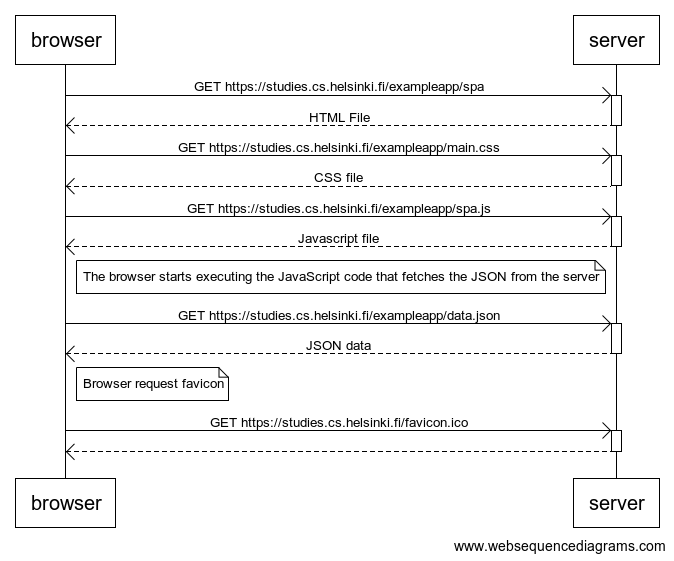 browser
server
GET https://studies.cs.helsinki.fi/exampleapp/spa
HTML File
GET https://studies.cs.helsinki.fi/exampleapp/main.css
CSS file
GET https://studies.cs.helsinki.fi/exampleapp/spa.js
Javascript file
The browser starts executing the JavaScript code that fetches the JSON from the server
GET https://studies.cs.helsinki.fi/exampleapp/data.json
JSON data
Browser request favicon
GET https://studies.cs.helsinki.fi/favicon.ico
browser
server
www.websequencediagrams.com